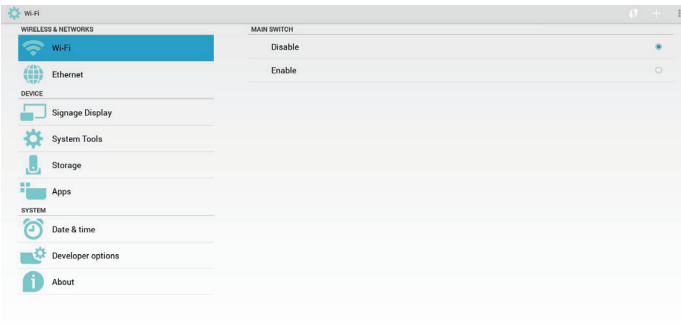 Wi-Fi
WIRELESS & NETWORKS
Wi-Fi
Ethernet
DEVICE
Signage Display
System Tools
Storage
Apps
SYSTEM
Date & time
Developer options
About
MAIN SWITCH
Disable
Enable